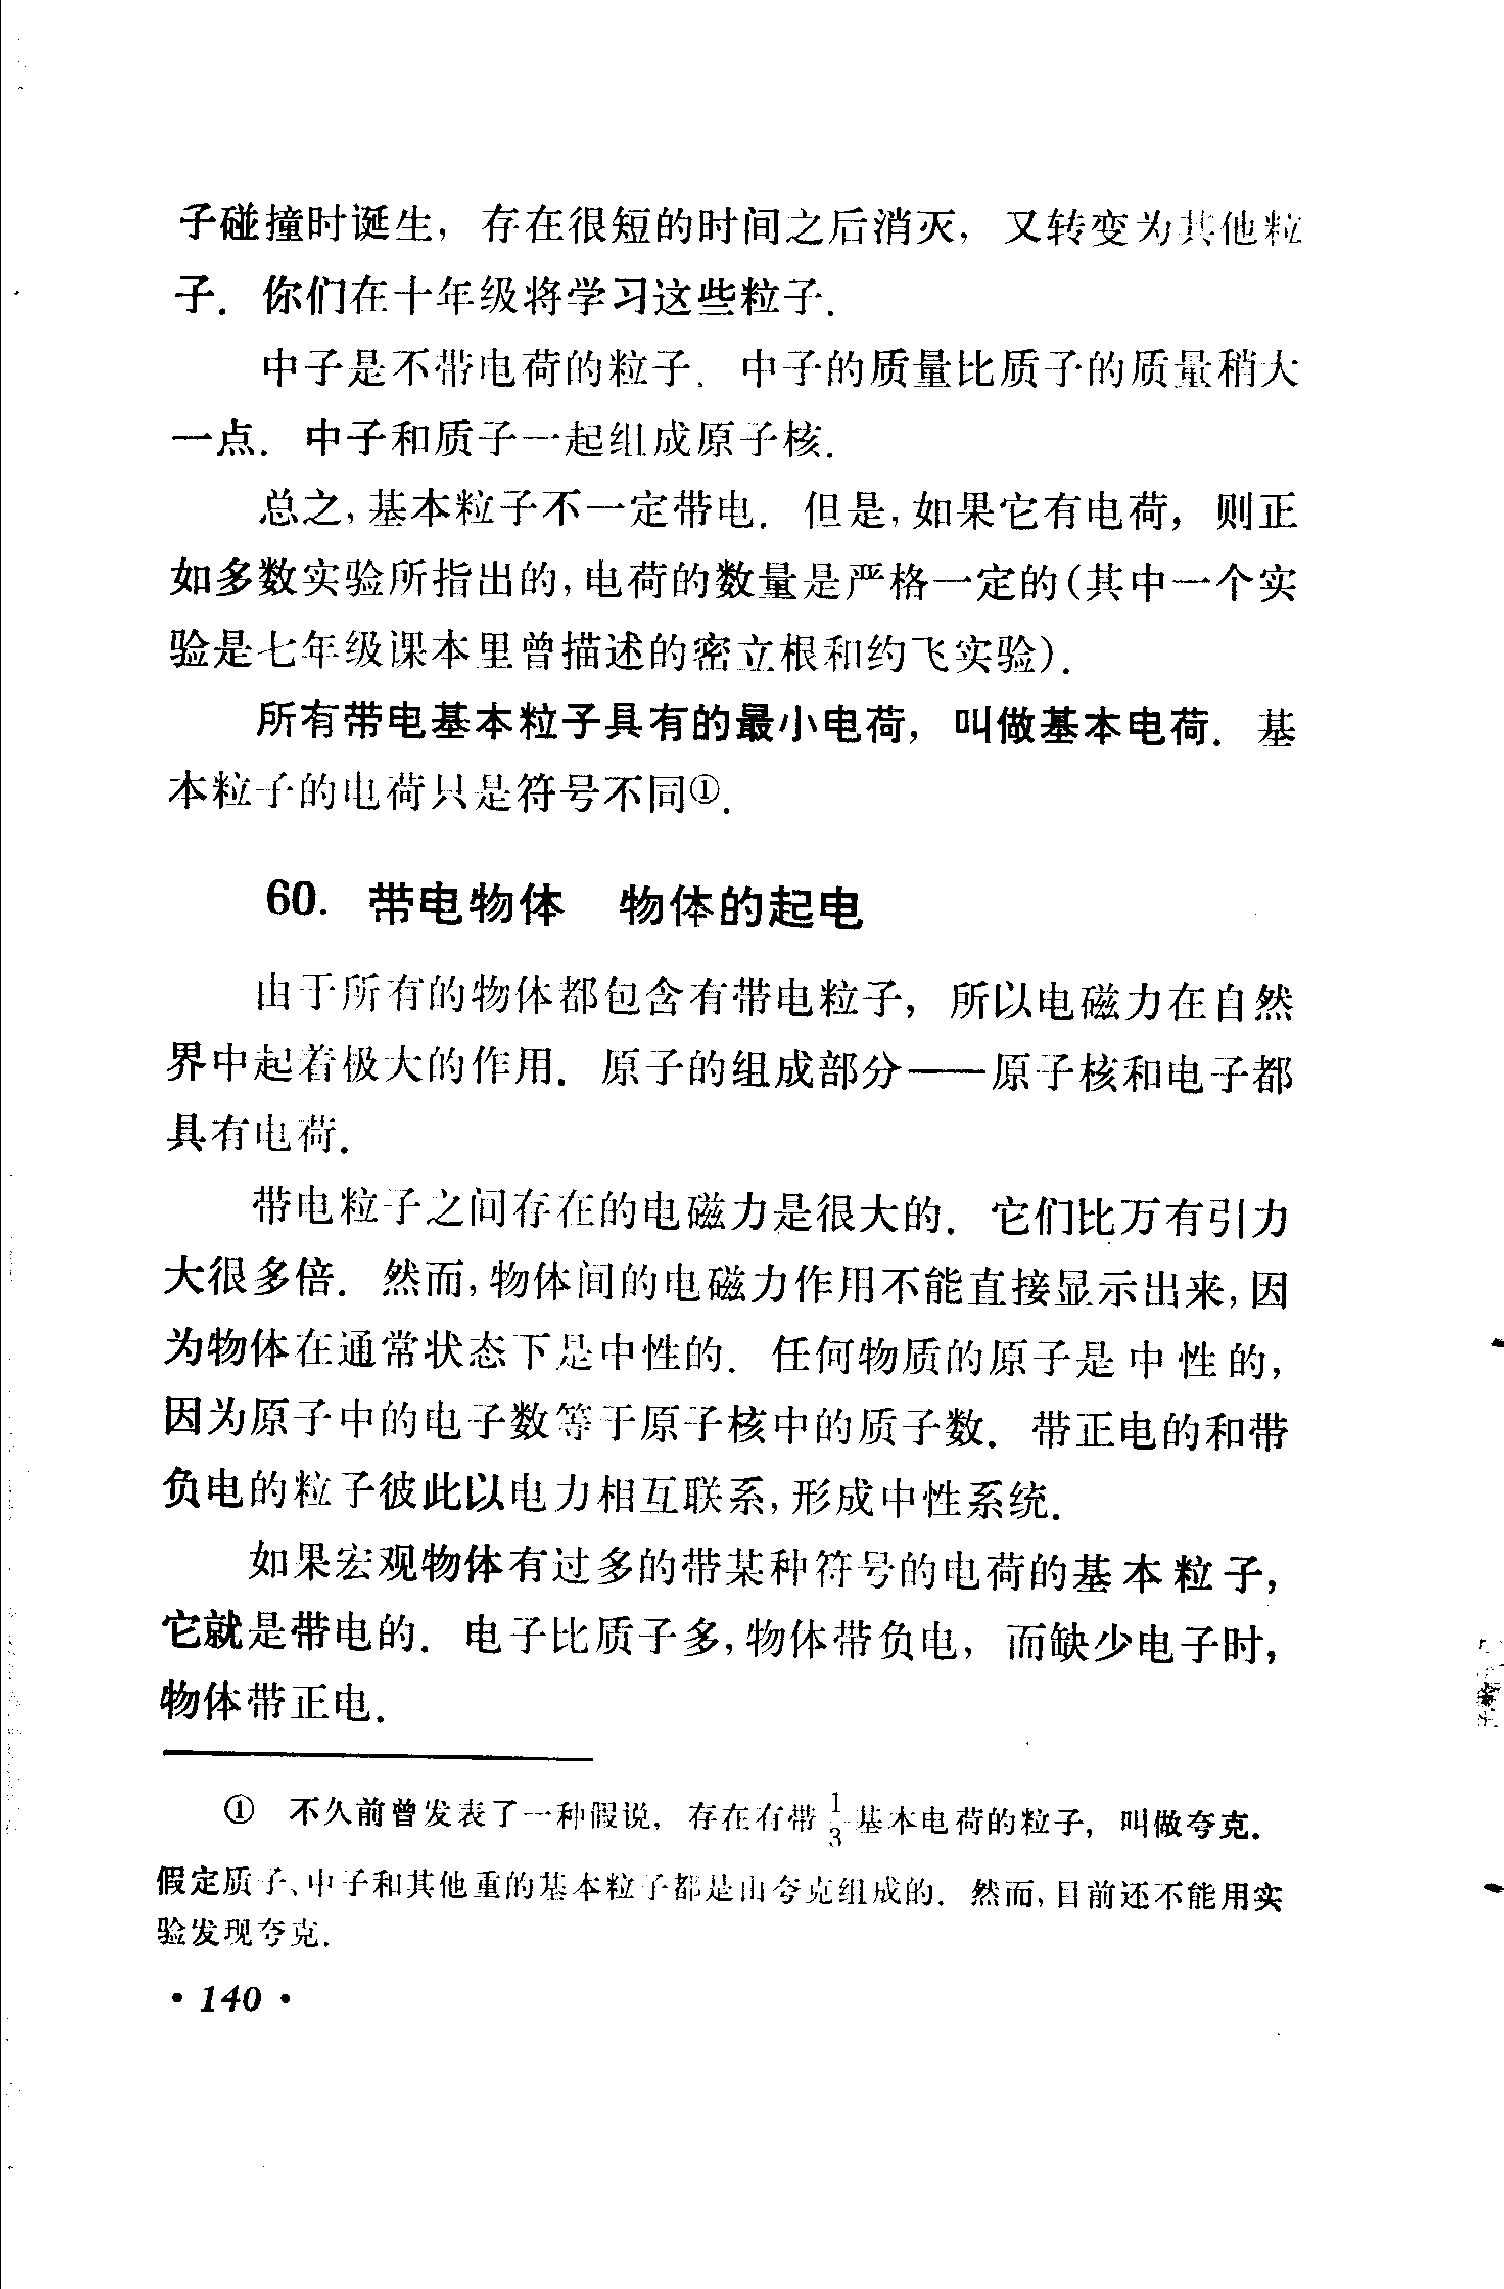 子碰撞时诞生，存在很短的时间之后消灭，又转变为其他粒
子．你们在十年级将学习这些粒子．
中子是不带电荷的粒子．中子的质量比质子的质量稍大
一点．中子和质子一起组成原子核．
总之，基本粒子不一定带电．但是，如果它有电荷，则正
如多数实验所指出的，电荷的数量是严格一定的(其中一个实
验是七年级课本里曾描述的密立根和约飞实验)．
所有带电基本粒子具有的最小电荷，叫做基本电荷．基
本粒子的电荷只是符号不同①．
60．带电物体　物体的起电
由于所有的物体都包含有带电粒子，所以电磁力在自然
界中起着极大的作用．原子的组成部分——原子核和电子都
具有电荷．
带电粒子之间存在的电磁力是很大的．它们比万有引力
大很多倍．然而，物体间的电磁力作用不能直接显示出来，因
为物体在通常状态下是中性的．任何物质的原子是中性的，
因为原子中的电子数等于原子核中的质子数．带正电的和带
负电的粒子彼此以电力相互联系，形成中性系统．
如果宏观物体有过多的带某种符号的电荷的基本粒子，
它就是带电的．电子比质子多，物体带负电，而缺少电子时，
物体带正电．
①　不久前曾发表了一种假说，存在有带1/3基本电荷的粒子，叫做夸克．
假定质子、中子和其他重的基本粒子都是由夸克组成的．然而，目前还不能用实
验发现夸克．
·140·